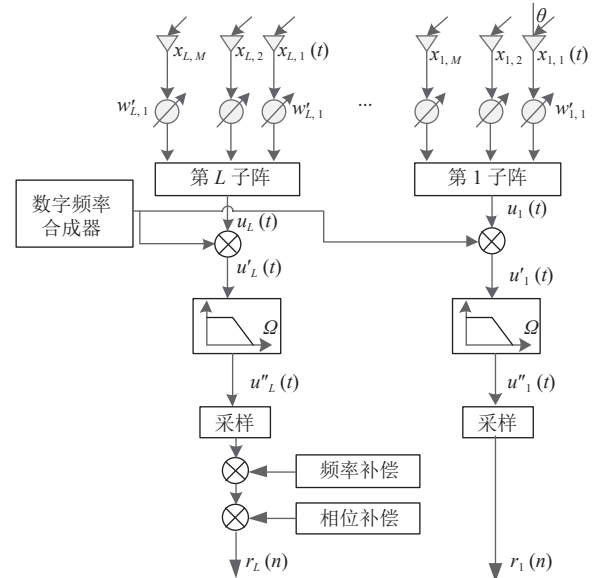 θ
x_{L, M} x_{L, 2} x_{L, 1}(t) x_{1, M} x_{1, 2} x_{1, 1}(t)
w'_{L, 1} w'_{L, 1} ... w'_{1, 1}
第 L 子阵 第 1 子阵
数字频率
合成器
u_L(t) u_1(t)
u'_L(t) u'_1(t)
Ω Ω
u''_L(t) u''_1(t)
采样 采样
频率补偿
相位补偿
r_L(n) r_1(n)